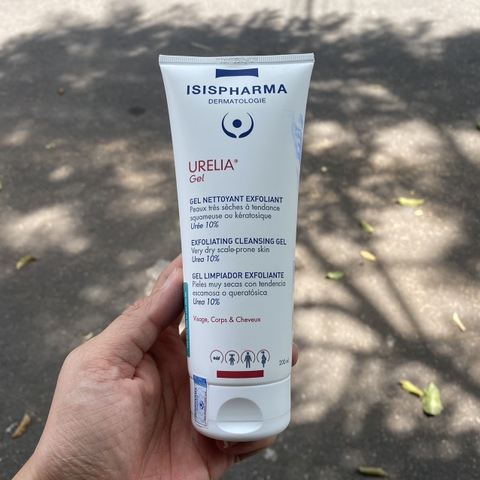 ISISPHARMA
DERMATOLOGIE
URELIA®
Gel
GEL NETTOYANT EXFOLIANT
Peaux très sèches à tendance
squameuse ou kératosique
Urée 10%
EXFOLIATING CLEANSING GEL
Very dry scale-prone skin
Urea 10%
GEL LIMPIADOR EXFOLIANTE
Pieles muy secas con tendencia
escamosa o queratósica
Urea 10%
Visage, Corps & Cheveux
200 ml